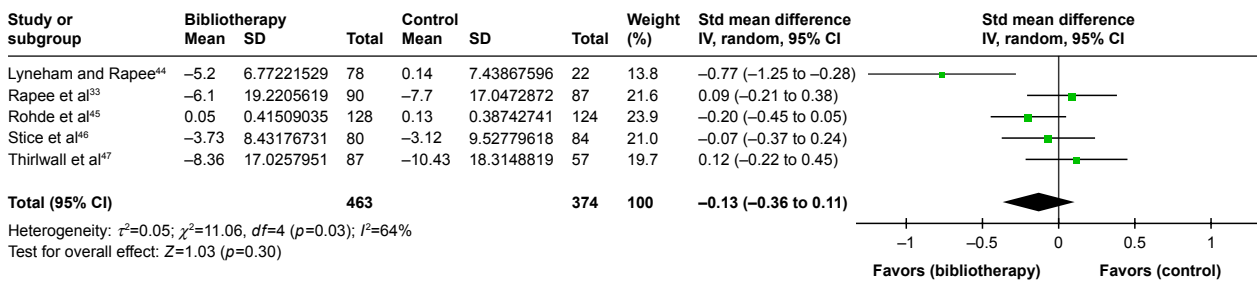 Study or Bibliotherapy Control Weight Std mean difference Std mean difference
subgroup Mean SD Total Mean SD Total (%) IV, random, 95% CI IV, random, 95% CI
Lyneham and Rapee⁴⁴ –5.2 6.77221529 78 0.14 7.43867596 22 13.8 –0.77 (–1.25 to –0.28)
Rapee et al³³ –6.1 19.2205619 90 –7.7 17.0472872 87 21.6 0.09 (–0.21 to 0.38)
Rohde et al⁴⁵ 0.05 0.41509035 128 0.13 0.38742741 124 23.9 –0.20 (–0.45 to 0.05)
Stice et al⁴⁶ –3.73 8.43176731 80 –3.12 9.52779618 84 21.0 –0.07 (–0.37 to 0.24)
Thirlwall et al⁴⁷ –8.36 17.0257951 87 –10.43 18.3148819 57 19.7 0.12 (–0.22 to 0.45)
Total (95% CI) 463 374 100 –0.13 (–0.36 to 0.11)
Heterogeneity: τ²=0.05; χ²=11.06, df=4 (p=0.03); I²=64%
Test for overall effect: Z=1.03 (p=0.30)
–1 –0.5 0 0.5 1
Favors (bibliotherapy) Favors (control)